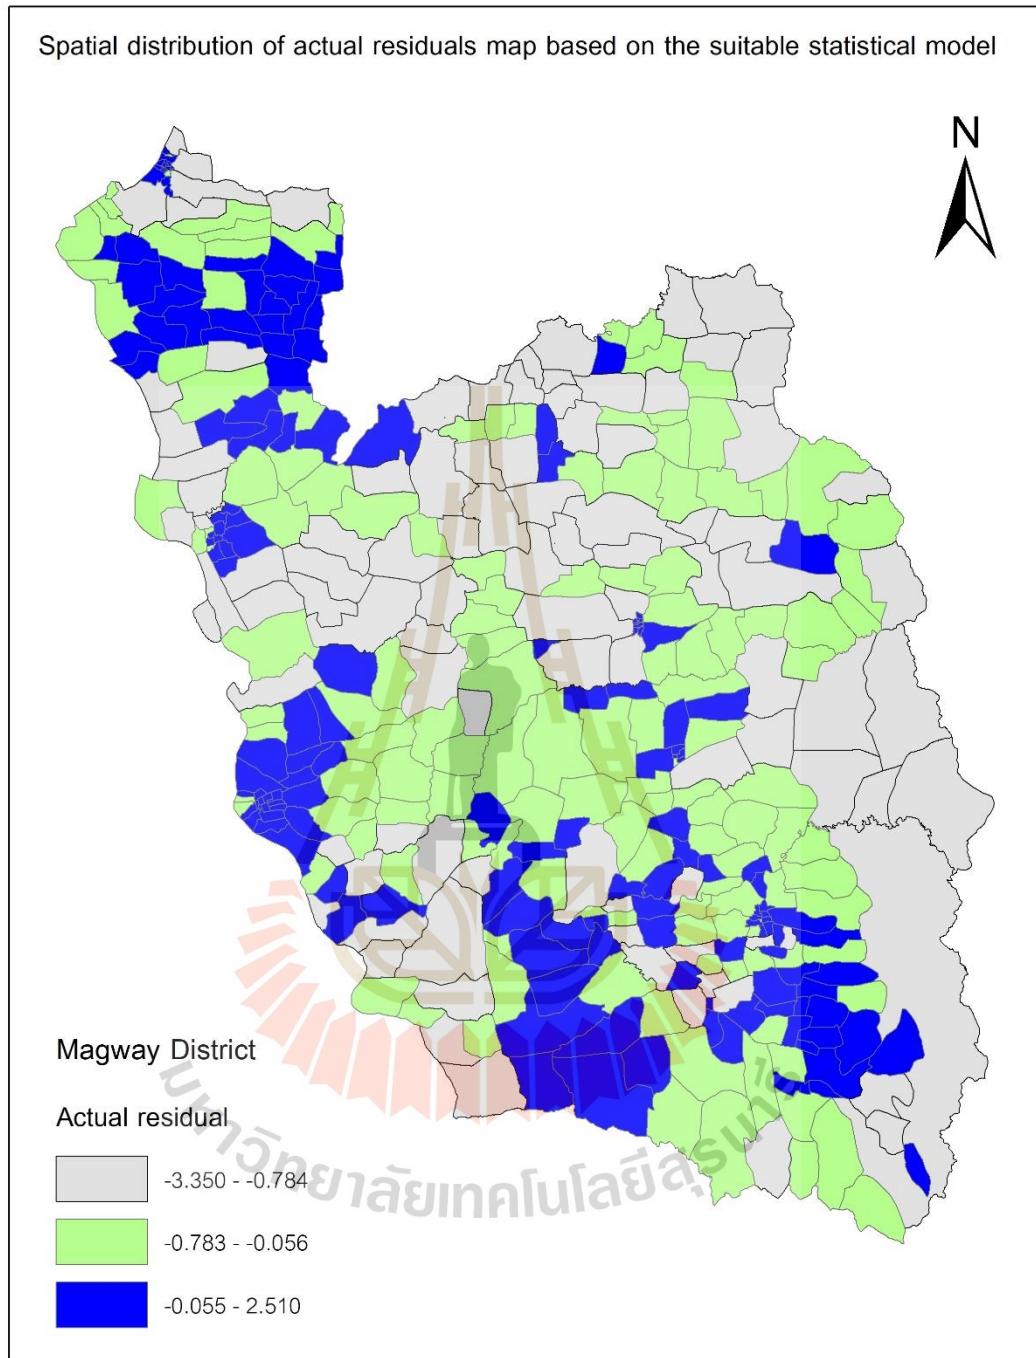 Spatial distribution of actual residuals map based on the suitable statistical model
N
Magway District
Actual residual
-3.350 - -0.784
-0.783 - -0.056
-0.055 - 2.510
มหาวิทยาลัยเทคโนโลยีสุรนารี